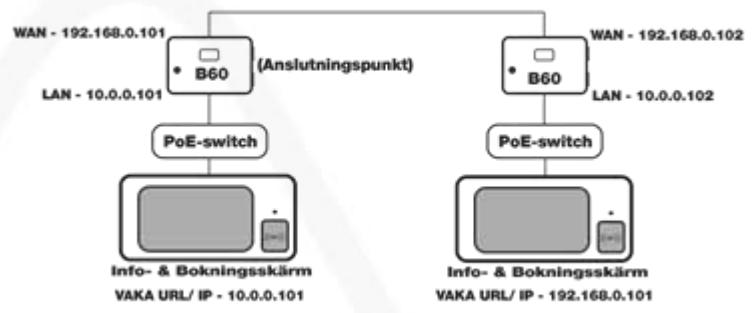 WAN - 192.168.0.101
B60
(Anslutningspunkt)
LAN - 10.0.0.101
PoE-switch
Info- & Bokningsskärm
VAKA URL/ IP - 10.0.0.101
WAN - 192.168.0.102
B60
LAN - 10.0.0.102
PoE-switch
Info- & Bokningsskärm
VAKA URL/ IP - 192.168.0.101